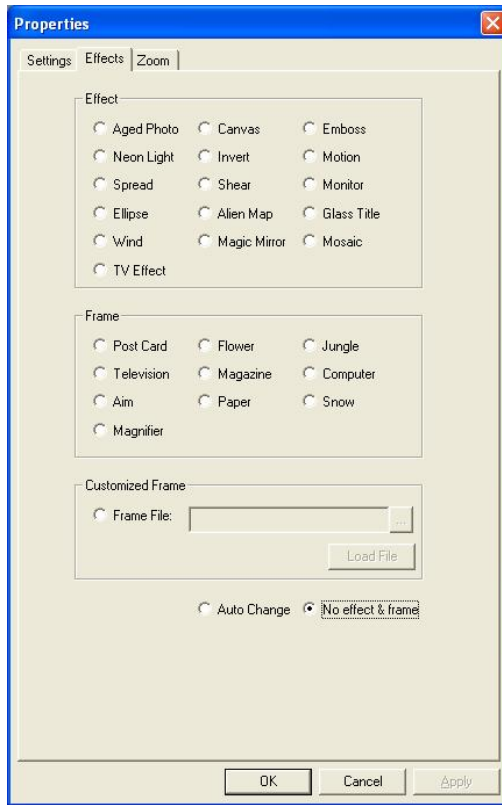 Properties
Settings Effects Zoom
Effect
Aged Photo Canvas Emboss
Neon Light Invert Motion
Spread Shear Monitor
Ellipse Alien Map Glass Title
Wind Magic Mirror Mosaic
TV Effect
Frame
Post Card Flower Jungle
Television Magazine Computer
Aim Paper Snow
Magnifier
Customized Frame
Frame File: ...
Load File
Auto Change No effect & frame
OK Cancel Apply